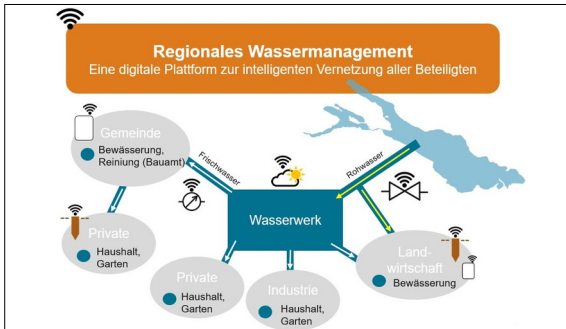 Regionales Wassermanagement
Eine digitale Plattform zur intelligenten Vernetzung aller Beteiligten
Gemeinde
Bewässerung,
Reiniung (Bauamt)
Frischwasser
Rohwasser
Wasserwerk
Private
Haushalt,
Garten
Private
Haushalt,
Garten
Industrie
Haushalt,
Garten
Land-
wirtschaft
Bewässerung